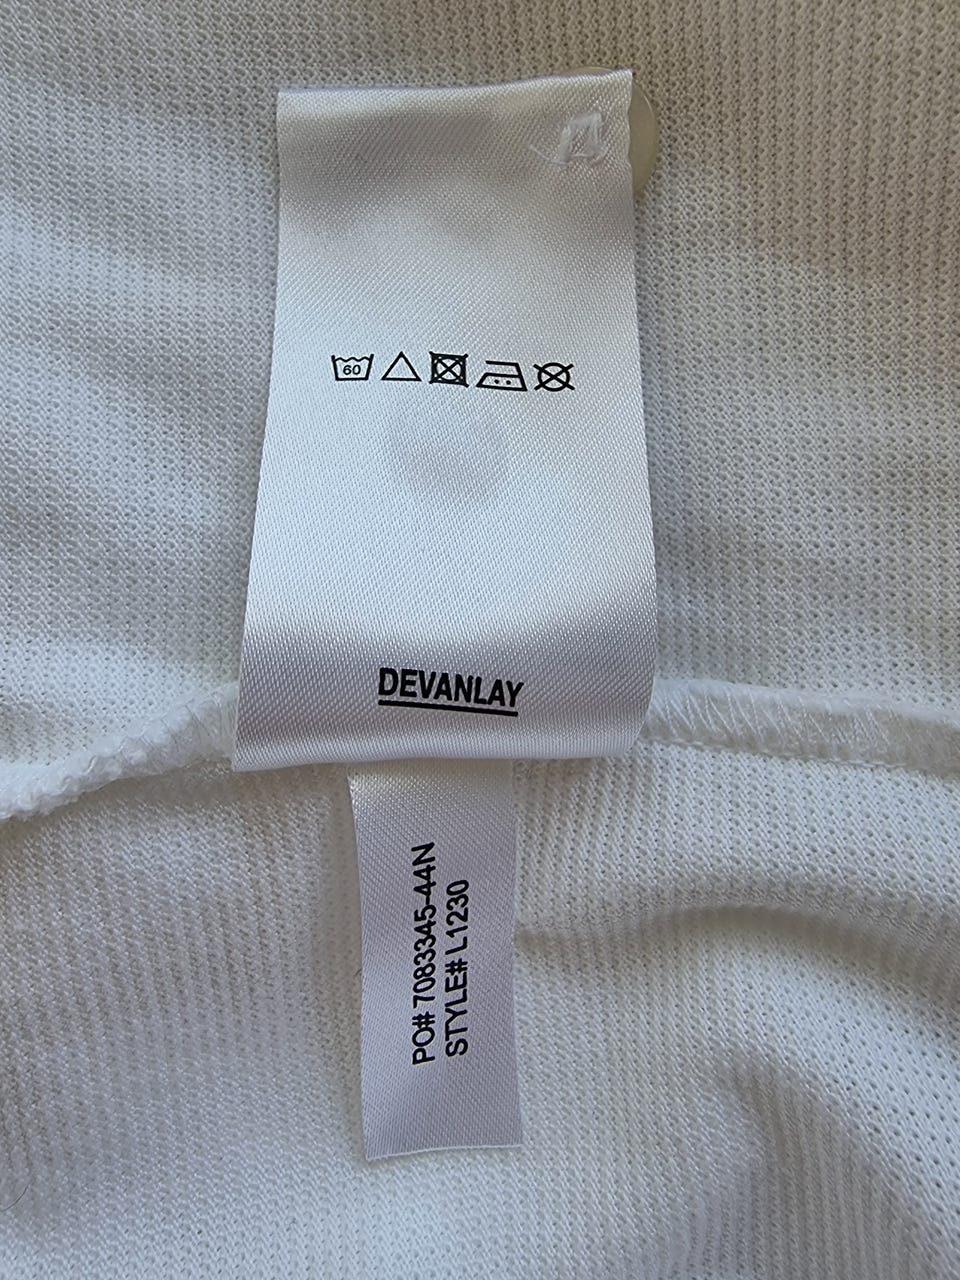 60
DEVANLAY
PO# 7083345-44N
STYLE# L1230